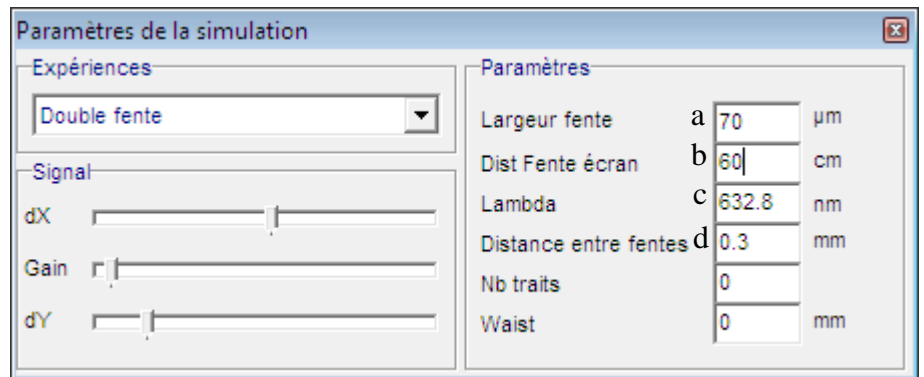 Paramètres de la simulation
Expériences
Double fente
Signal
dX
Gain
dY
Paramètres
Largeur fente a 70 µm
Dist Fente écran b 60 cm
Lambda c 632.8 nm
Distance entre fentes d 0.3 mm
Nb traits 0
Waist 0 mm